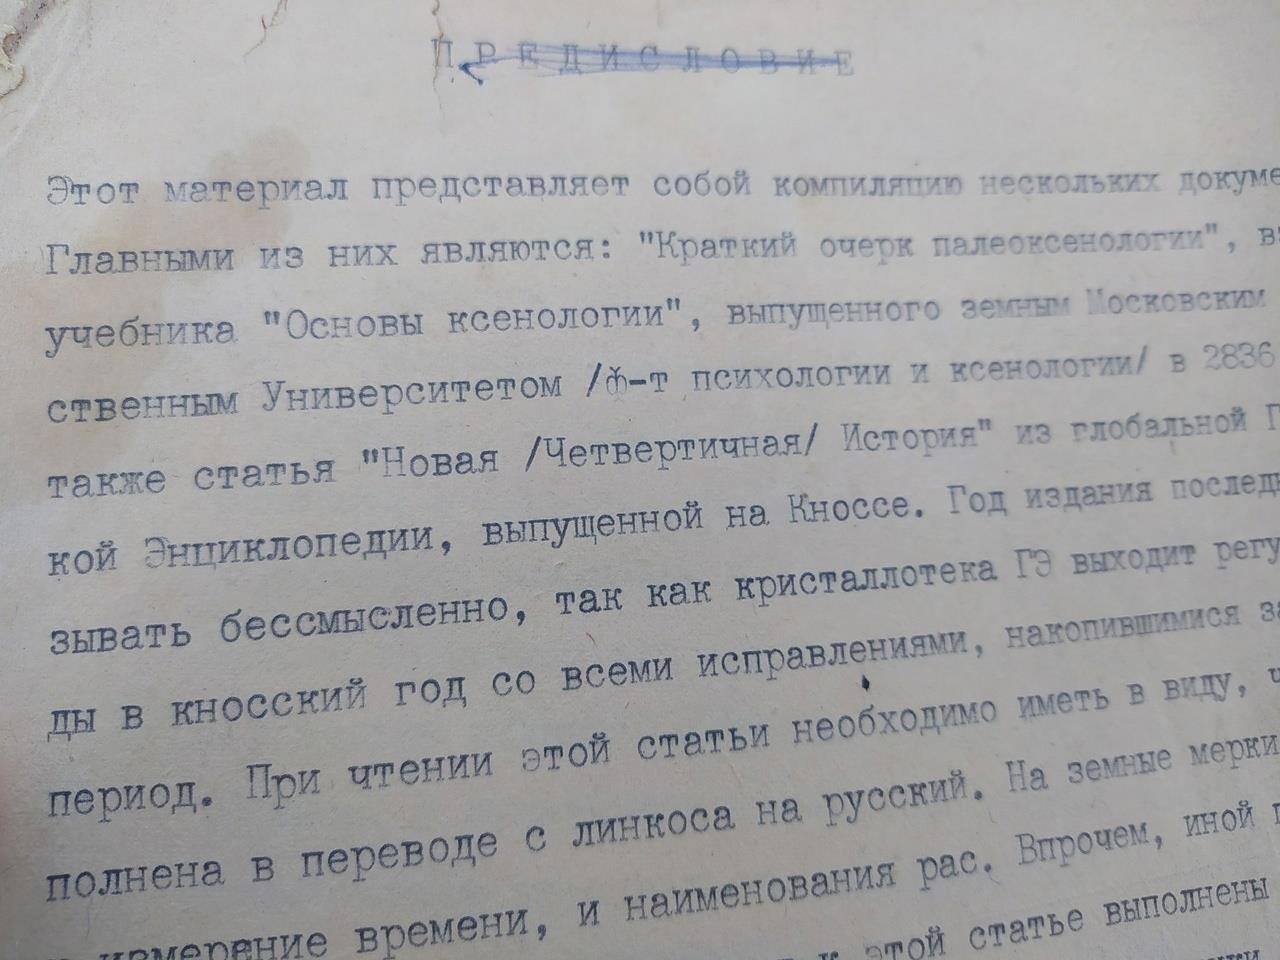 ПРЕДИСЛОВИЕ
Этот материал представляет собой компиляцию нескольких докуме
Главными из них являются: "Краткий очерк палеоксенологии",
учебника "Основы ксенологии", выпущенного земным Московским
ственным Университетом /ф-т психологии и ксенологии/ в 2836
также статья "Новая /Четвертичная/ История" из глобальной
кой Энциклопедии, выпущенной на Кноссе. Год издания последн
зывать бессмысленно, так как кристаллотека ГЭ выходит регу
ды в кносский год со всеми исправлениями, накопившимися за
период. При чтении этой статьи необходимо иметь в виду, ч
полнена в переводе с линкоса на русский. На земные мерки
измерение времени, и наименования рас. Впрочем, иной
к этой статье выполнены